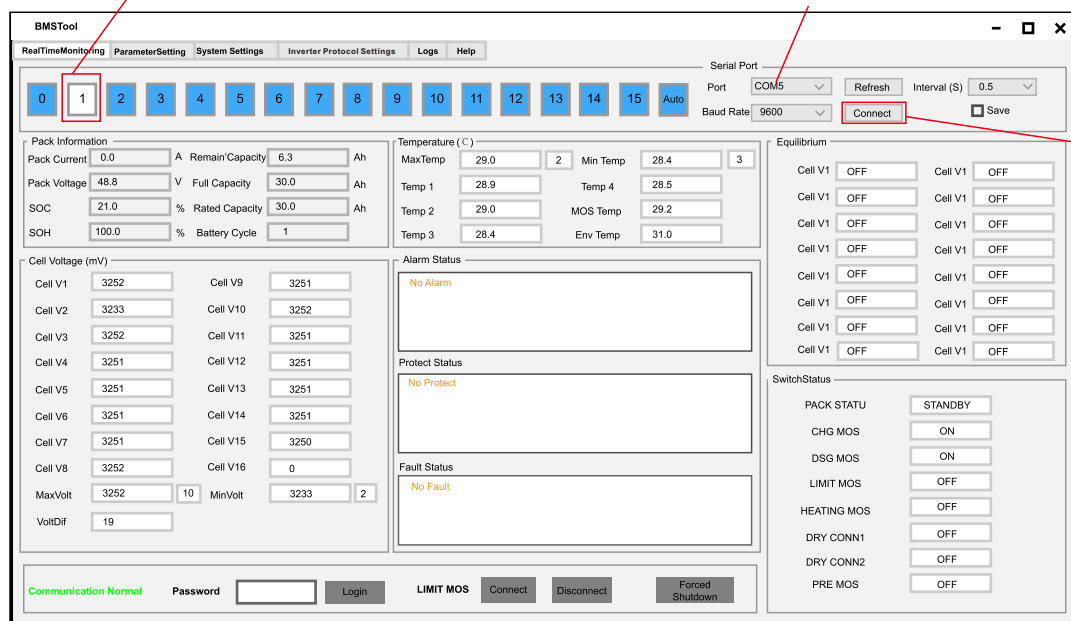 BMSTool
RealTimeMonitoring ParameterSetting System Settings Inverter Protocol Settings Logs Help
Serial Port
0 1 2 3 4 5 6 7 8 9 10 11 12 13 14 15 Auto
Port COM5 Refresh Interval (S) 0.5
Baud Rate 9600 Connect Save
Pack Information
Pack Current 0.0 A Remain'Capacity 6.3 Ah
Pack Voltage 48.8 V Full Capacity 30.0 Ah
SOC 21.0 % Rated Capacity 30.0 Ah
SOH 100.0 % Battery Cycle 1
Temperature (℃)
MaxTemp 29.0 2 Min Temp 28.4 3
Temp 1 28.9 Temp 4 28.5
Temp 2 29.0 MOS Temp 29.2
Temp 3 28.4 Env Temp 31.0
Equilibrium
Cell V1 OFF Cell V1 OFF
Cell V1 OFF Cell V1 OFF
Cell V1 OFF Cell V1 OFF
Cell V1 OFF Cell V1 OFF
Cell V1 OFF Cell V1 OFF
Cell V1 OFF Cell V1 OFF
Cell V1 OFF Cell V1 OFF
Cell V1 OFF Cell V1 OFF
Cell Voltage (mV)
Cell V1 3252 Cell V9 3251
Cell V2 3233 Cell V10 3252
Cell V3 3252 Cell V11 3251
Cell V4 3251 Cell V12 3251
Cell V5 3251 Cell V13 3251
Cell V6 3251 Cell V14 3251
Cell V7 3251 Cell V15 3250
Cell V8 3252 Cell V16 0
MaxVolt 3252 10 MinVolt 3233 2
VoltDif 19
Alarm Status
No Alarm
Protect Status
No Protect
Fault Status
No Fault
SwitchStatus
PACK STATU STANDBY
CHG MOS ON
DSG MOS ON
LIMIT MOS OFF
HEATING MOS OFF
DRY CONN1 OFF
DRY CONN2 OFF
PRE MOS OFF
Communication Normal Password Login LIMIT MOS Connect Disconnect Forced
Shutdown